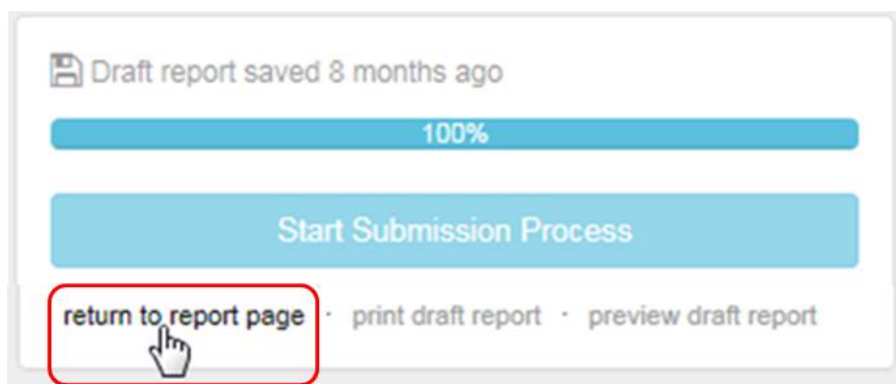 Draft report saved 8 months ago
100%
Start Submission Process
return to report page · print draft report · preview draft report